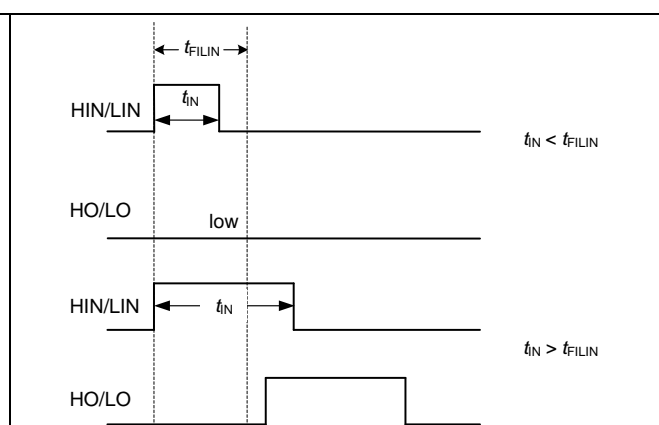 tFILIN
HIN/LIN
tIN
tIN < tFILIN
HO/LO
low
HIN/LIN
tIN
tIN > tFILIN
HO/LO